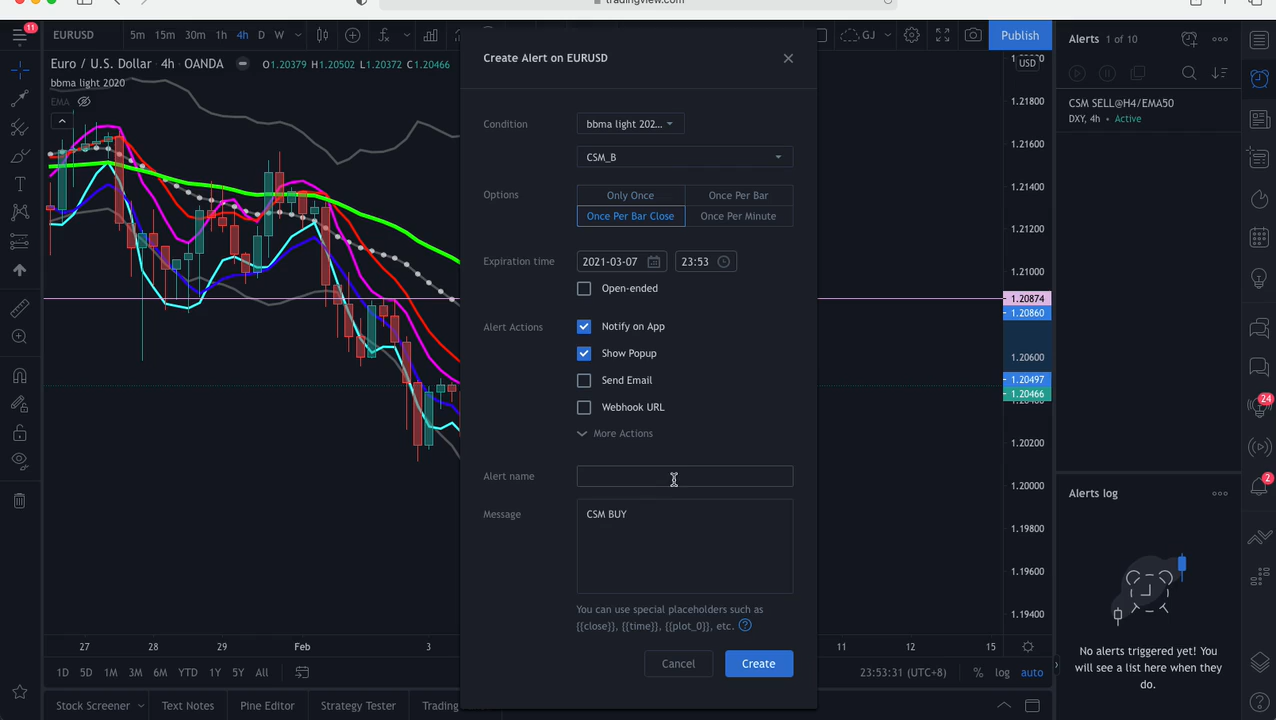 tradingview.com
11
EURUSD
5m 15m 30m 1h 4h D W
GJ
Publish
Alerts 1 of 10
Euro / U.S. Dollar · 4h · OANDA
O1.20379 H1.20502 L1.20372 C1.20466
bbma light 2020
EMA
USD
1.21800
1.21600
1.21400
1.21200
1.21000
1.20874
1.20860
1.20600
1.20497
1.20466
1.20200
1.20000
1.19800
1.19600
1.19400
CSM SELL@H4/EMA50
DXY, 4h • Active
Create Alert on EURUSD
Condition
bbma light 202...
CSM_B
Options
Only Once
Once Per Bar
Once Per Bar Close
Once Per Minute
Expiration time
2021-03-07
23:53
Open-ended
Alert Actions
Notify on App
Show Popup
Send Email
Webhook URL
More Actions
Alert name
Message
CSM BUY
You can use special placeholders such as
{{close}}, {{time}}, {{plot_0}}, etc.
Cancel
Create
24
2
Alerts log
No alerts triggered yet! You
will see a list here when they
do.
27 28 Feb 3 11 12 15
1D 5D 1M 3M 6M YTD 1Y 5Y All
23:53:31 (UTC+8)
% log auto
Stock Screener
Text Notes
Pine Editor
Strategy Tester